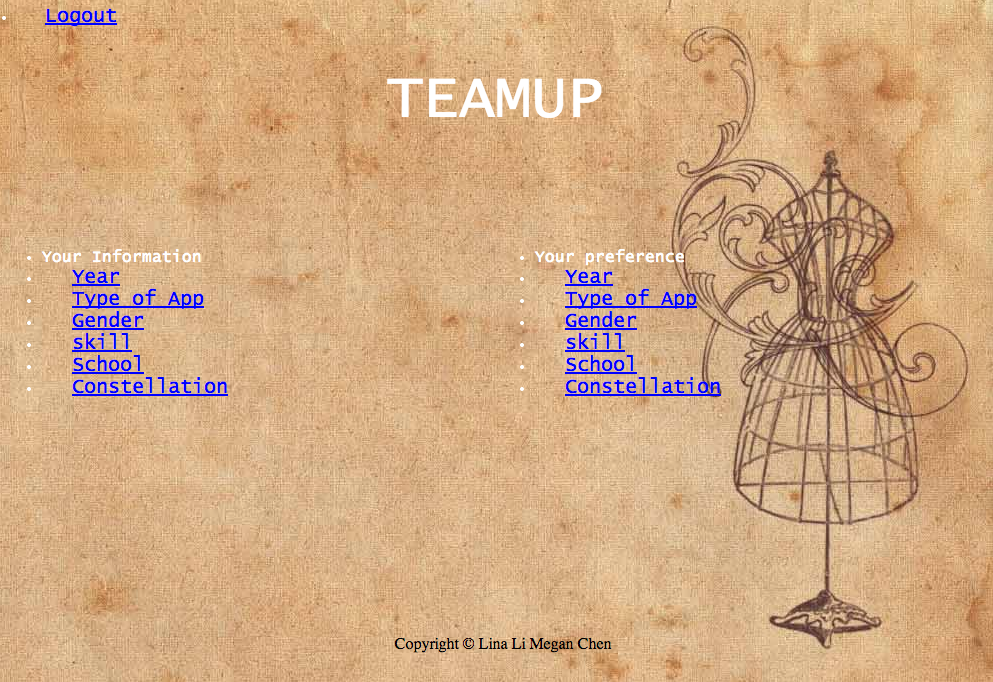 Logout
TEAMUP
Your Information
Year
Type of App
Gender
skill
School
Constellation
Your preference
Year
Type of App
Gender
skill
School
Constellation
Copyright © Lina Li Megan Chen